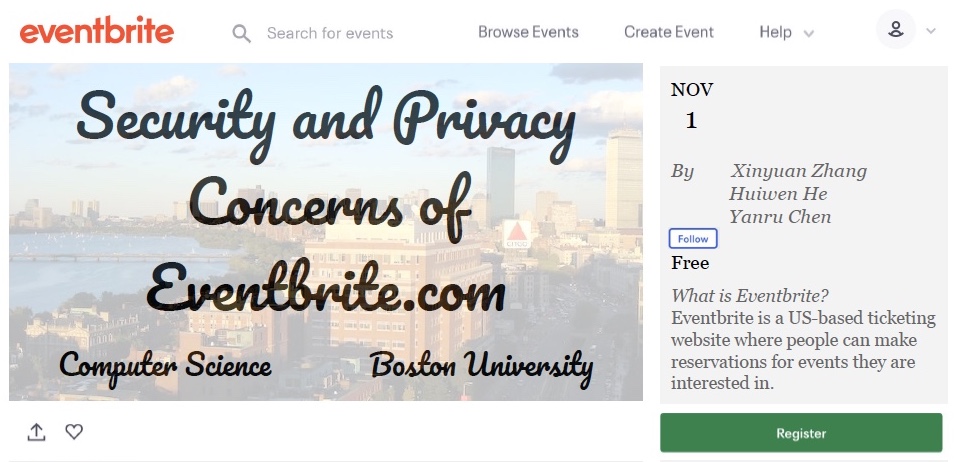 eventbrite
Search for events
Browse Events
Create Event
Help
Security and Privacy
Concerns of
Eventbrite.com
Computer Science
Boston University
CITGO
NOV
1
By Xinyuan Zhang
Huiwen He
Yanru Chen
Follow
Free
What is Eventbrite?
Eventbrite is a US-based ticketing
website where people can make
reservations for events they are
interested in.
Register